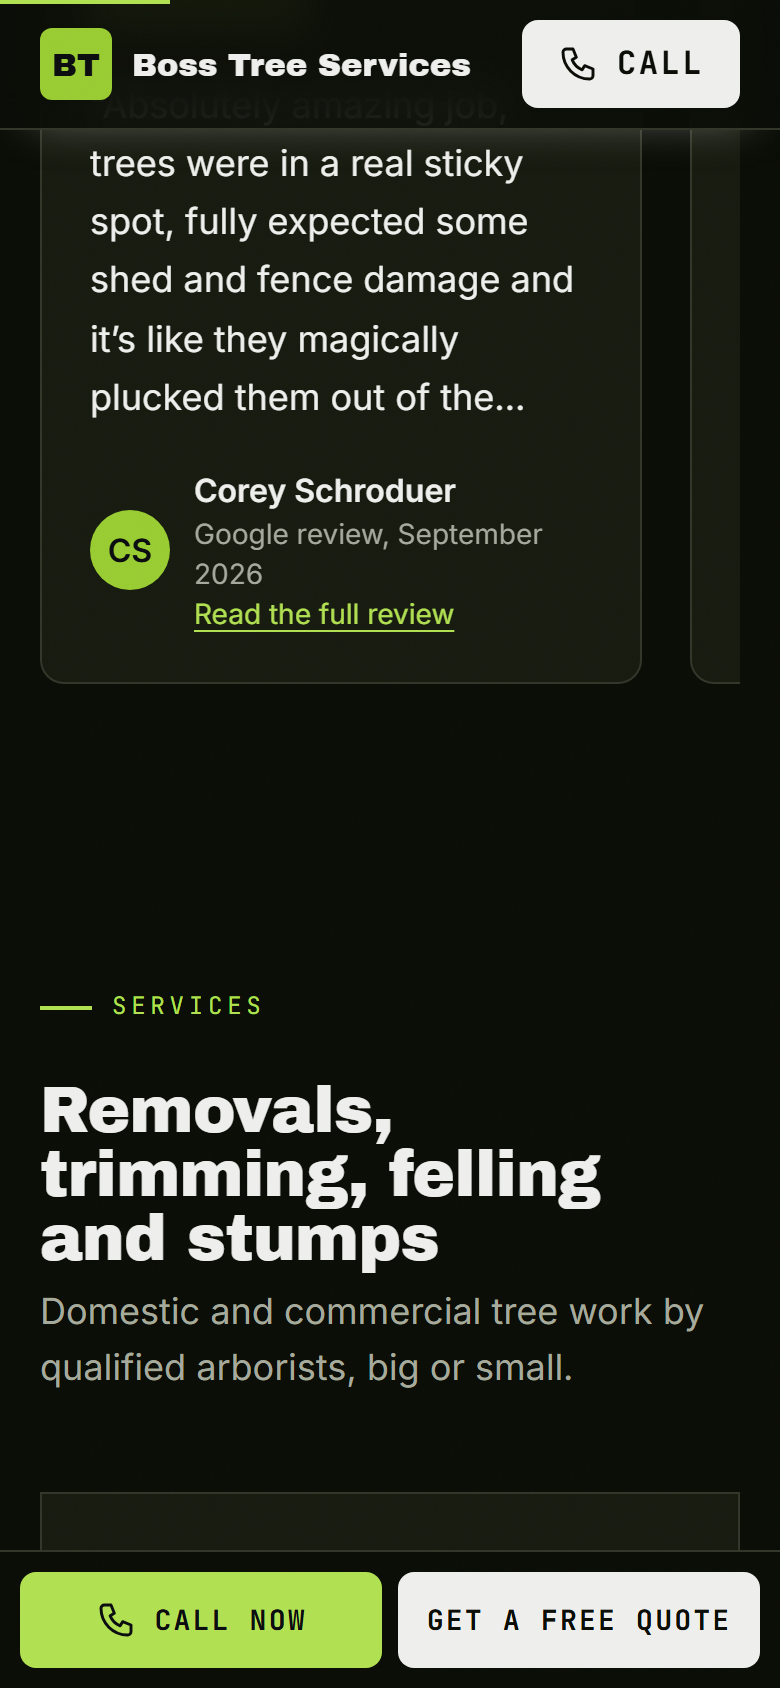 BT Boss Tree Services CALL
"Absolutely amazing job,
trees were in a real sticky
spot, fully expected some
shed and fence damage and
it’s like they magically
plucked them out of the...
Corey Schroduer
CS
Google review, September
2026
Read the full review
SERVICES
Removals,
trimming, felling
and stumps
Domestic and commercial tree work by
qualified arborists, big or small.
CALL NOW GET A FREE QUOTE